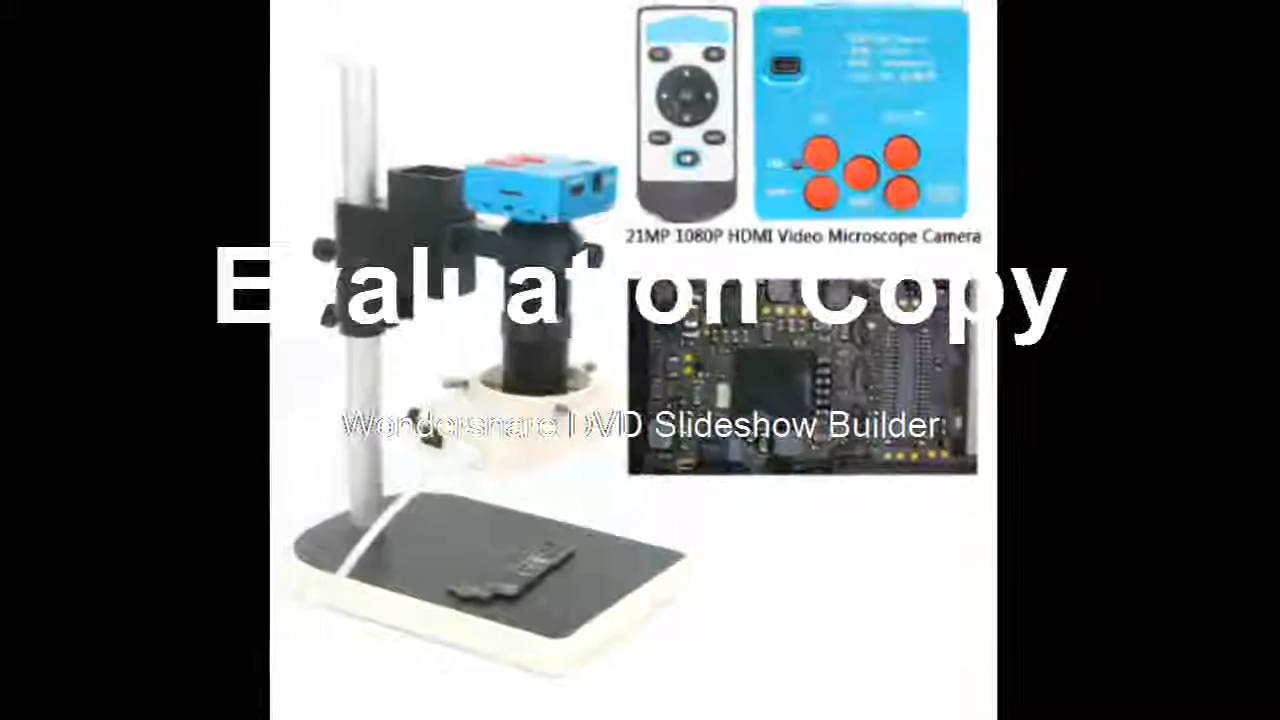 21MP 1080P HDMI Video Microscope Camera
Evaluation Copy
Wondershare DVD Slideshow Builder